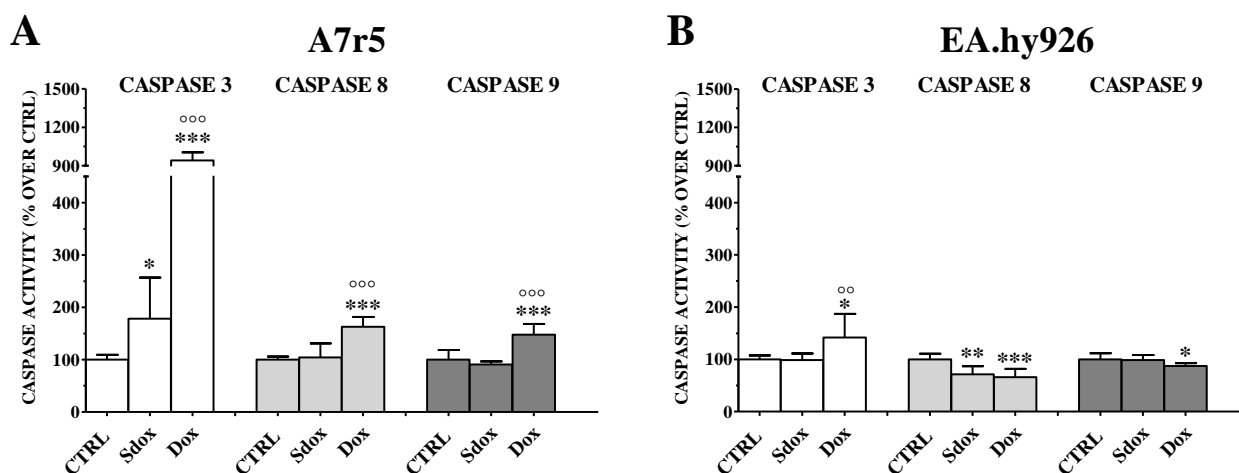 A
A7r5
CASPASE ACTIVITY (% OVER CTRL)
CASPASE 3 CASPASE 8 CASPASE 9
1500
1200
900
400
300
200
100
0
*
°°°
***
°°°
***
°°°
***
CTRL Sdox Dox CTRL Sdox Dox CTRL Sdox Dox
B
EA.hy926
CASPASE ACTIVITY (% OVER CTRL)
CASPASE 3 CASPASE 8 CASPASE 9
1500
1200
900
400
300
200
100
0
°°
*
**
***
*
CTRL Sdox Dox CTRL Sdox Dox CTRL Sdox Dox